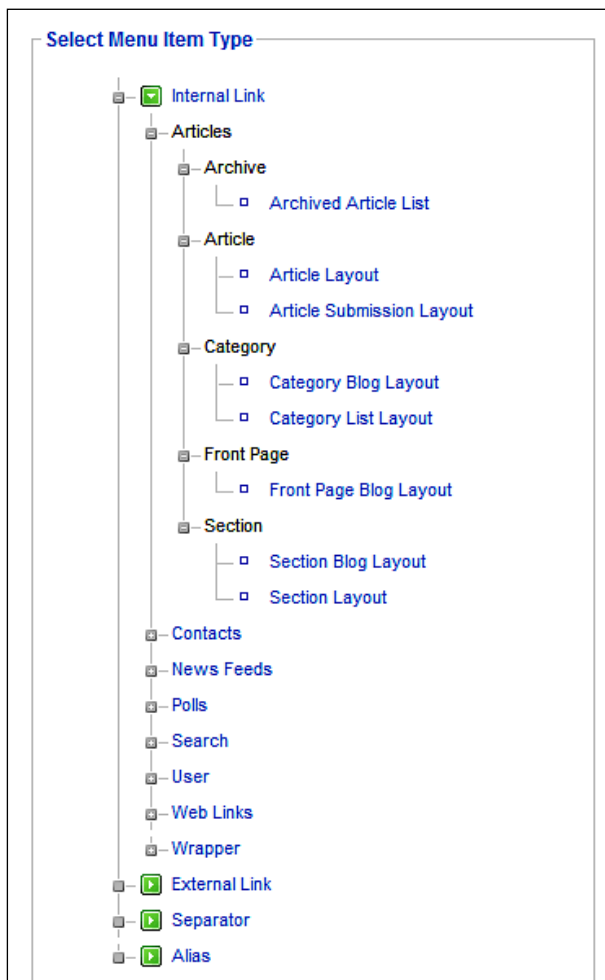 Select Menu Item Type
Internal Link
Articles
Archive
Archived Article List
Article
Article Layout
Article Submission Layout
Category
Category Blog Layout
Category List Layout
Front Page
Front Page Blog Layout
Section
Section Blog Layout
Section Layout
Contacts
News Feeds
Polls
Search
User
Web Links
Wrapper
External Link
Separator
Alias